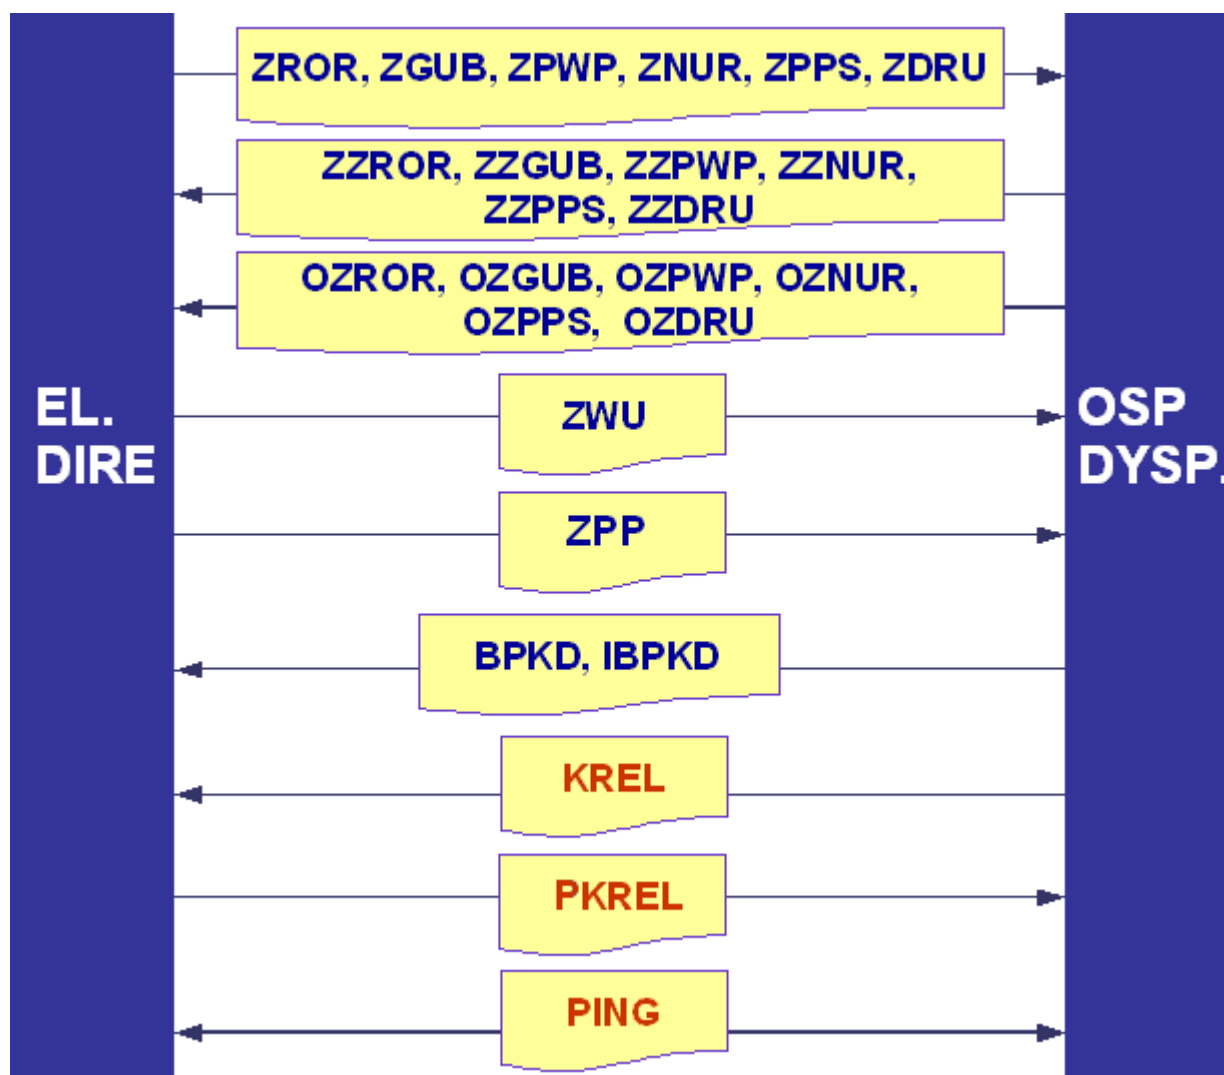 ZROR, ZGUB, ZPWP, ZNUR, ZPPS, ZDRU
ZZROR, ZZGUB, ZZPWP, ZZNUR,
ZZPPS, ZZDRU
OZROR, OZGUB, OZPWP, OZNUR,
OZPPS, OZDRU
EL.
DIRE
ZWU
OSP
DYSP.
ZPP
BPKD, IBPKD
KREL
PKREL
PING